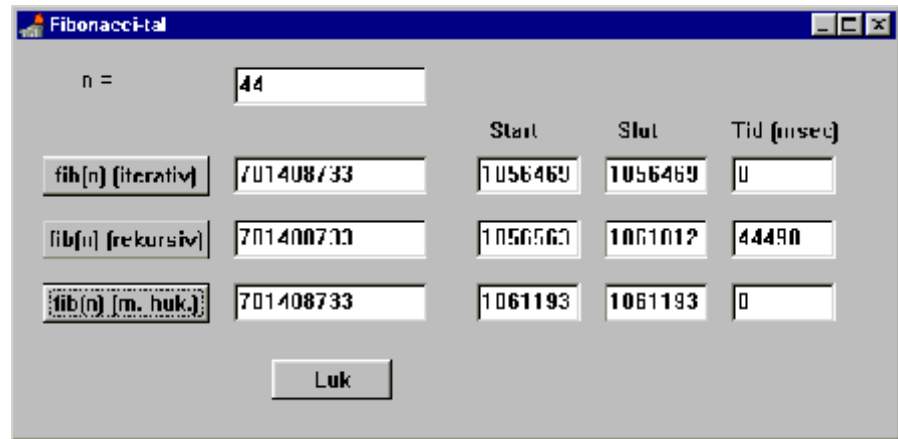 Fibonacci-tal
n = 44
Start Slut Tid (msec)
fib(n) (iterativ) 701408733 1056469 1056469 0
fib(n) (rekursiv) 701408733 44490
fib(n) (m. huk.) 701408733 1061193 1061193 0
Luk